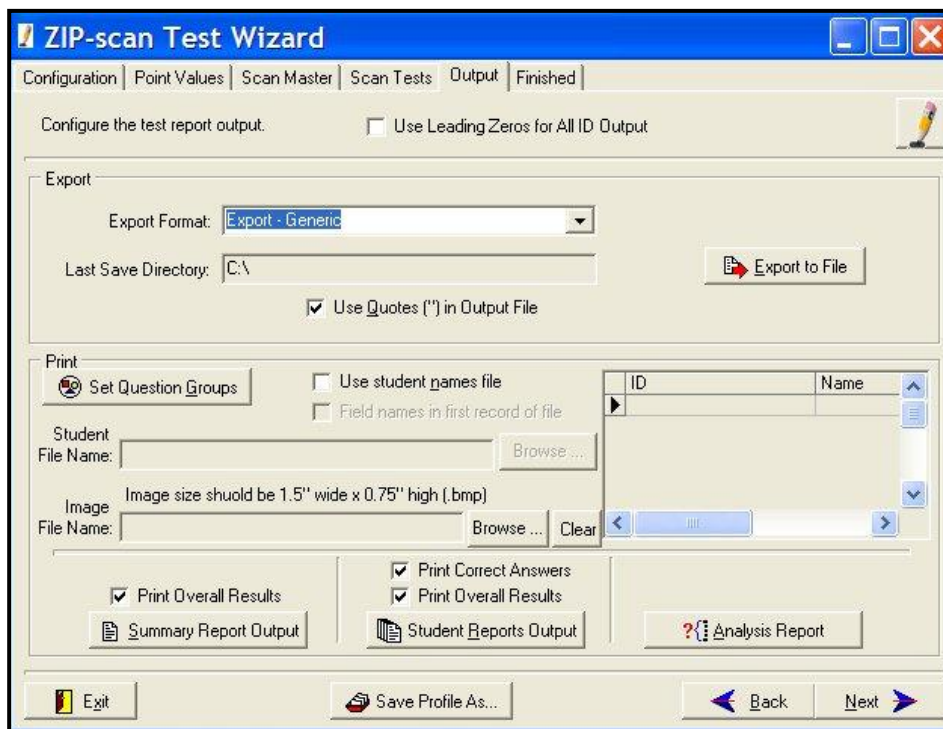 ZIP-scan Test Wizard
Configuration Point Values Scan Master Scan Tests Output Finished
Configure the test report output. Use Leading Zeros for All ID Output
Export
Export Format: Export - Generic
Last Save Directory: C:\ Export to File
Use Quotes (") in Output File
Print
Set Question Groups Use student names file ID Name
Field names in first record of file
Student
File Name: Browse ...
Image size shuold be 1.5" wide x 0.75" high (.bmp)
Image
File Name: Browse ... Clear
Print Correct Answers
Print Overall Results Print Overall Results
Summary Report Output Student Reports Output ?{ Analysis Report
Exit Save Profile As... Back Next